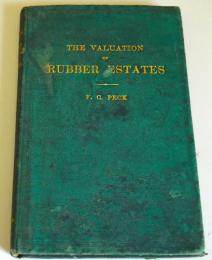 THE VALUATION
OF
RUBBER ESTATES
F. C. PECK